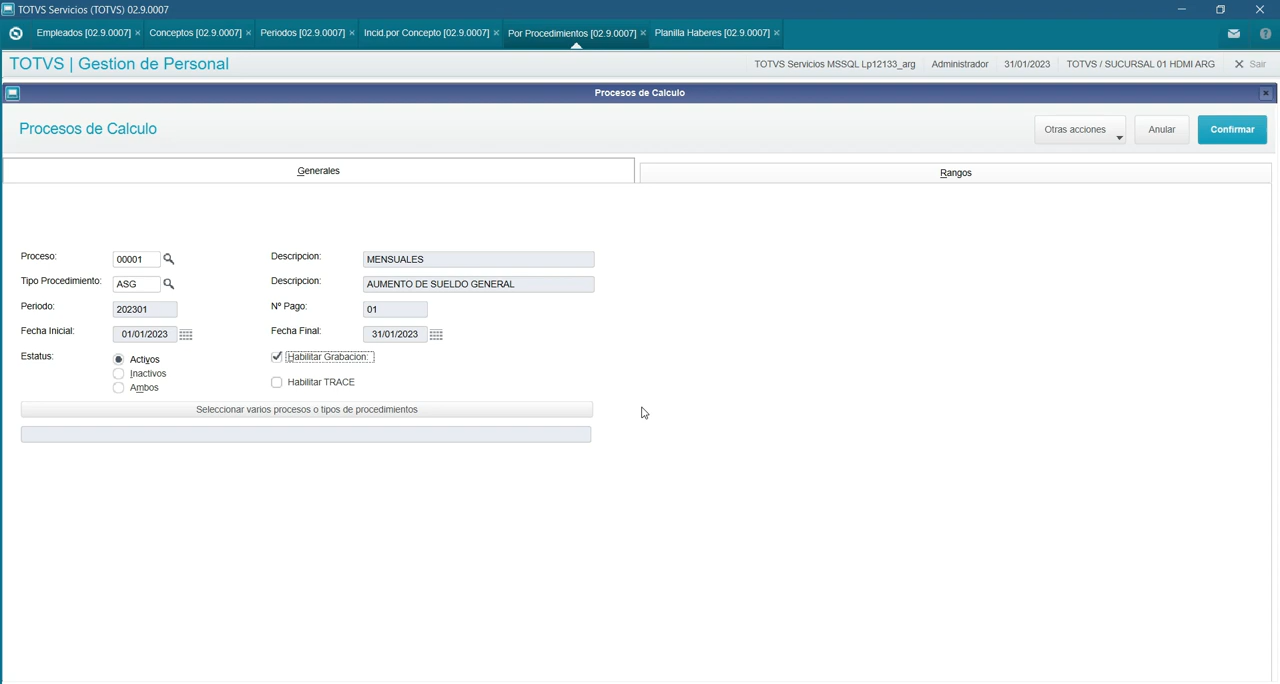 TOTVS Servicios (TOTVS) 02.9.0007
Empleados [02.9.0007] × Conceptos [02.9.0007] × Periodos [02.9.0007] × Incid.por Concepto [02.9.0007] × Por Procedimientos [02.9.0007] × Planilla Haberes [02.9.0007] ×
TOTVS | Gestion de Personal TOTVS Servicios MSSQL Lp12133_arg Administrador 31/01/2023 TOTVS / SUCURSAL 01 HDMI ARG Sair
Procesos de Calculo
Procesos de Calculo Otras acciones Anular Confirmar
Generales Rangos
Proceso: 00001 Descripcion: MENSUALES
Tipo Procedimiento: ASG Descripcion: AUMENTO DE SUELDO GENERAL
Periodo: 202301 Nº Pago: 01
Fecha Inicial: 01/01/2023 Fecha Final: 31/01/2023
Estatus: Activos Habilitar Grabacion:
Inactivos
Ambos Habilitar TRACE
Seleccionar varios procesos o tipos de procedimientos